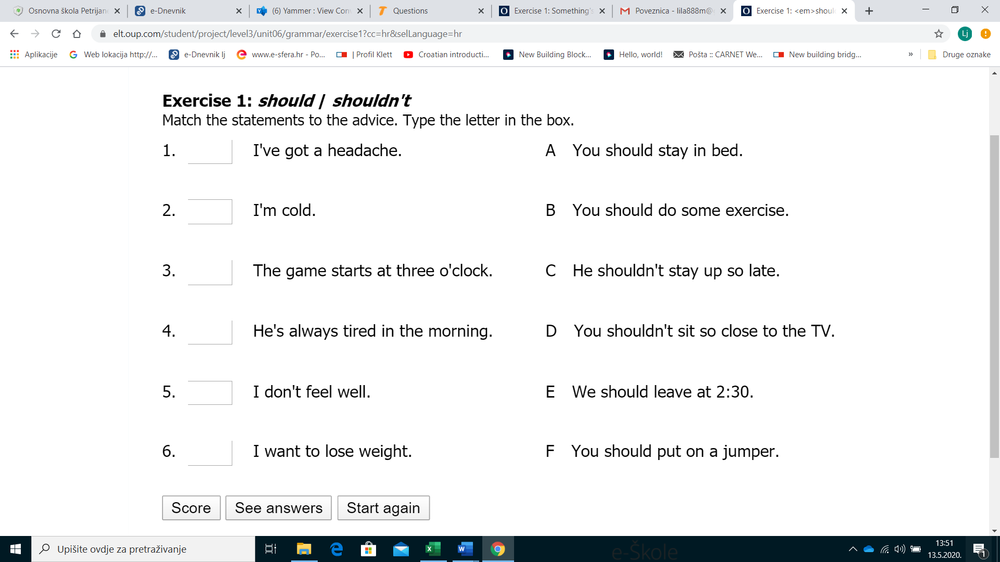 Osnovna škola Petrijan
e-Dnevnik
(6) Yammer : View Con
Questions
Exercise 1: Something's
Poveznica - lila888m@
Exercise 1: <em>shoul
elt.oup.com/student/project/level3/unit06/grammar/exercise1?cc=hr&selLanguage=hr
Lj
Aplikacije
Web lokacija http://...
e-Dnevnik lj
www.e-sfera.hr - Po...
| Profil Klett
Croatian introducti...
New Building Block...
Hello, world!
Pošta :: CARNET We...
New building bridg...
»
Druge oznake
Exercise 1: should / shouldn't
Match the statements to the advice. Type the letter in the box.
1. I've got a headache. A You should stay in bed.
2. I'm cold. B You should do some exercise.
3. The game starts at three o'clock. C He shouldn't stay up so late.
4. He's always tired in the morning. D You shouldn't sit so close to the TV.
5. I don't feel well. E We should leave at 2:30.
6. I want to lose weight. F You should put on a jumper.
Score See answers Start again
Upišite ovdje za pretraživanje
e-Škole
13:51
13.5.2020.
1